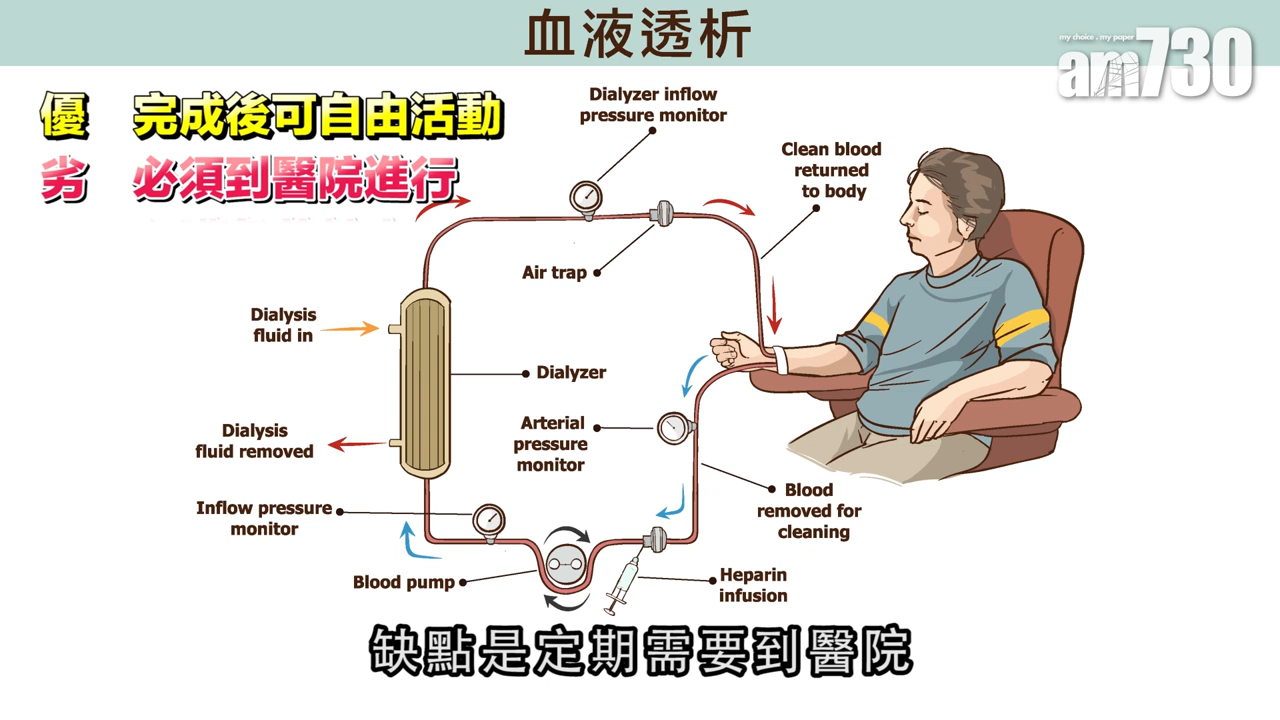 血液透析
my choice . my paper
am730
優 完成後可自由活動
劣 必須到醫院進行
Dialyzer inflow
pressure monitor
Clean blood
returned
to body
Air trap
Dialysis
fluid in
Dialyzer
Arterial
pressure
monitor
Dialysis
fluid removed
Inflow pressure
monitor
Blood
removed for
cleaning
Blood pump
Heparin
infusion
缺點是定期需要到醫院